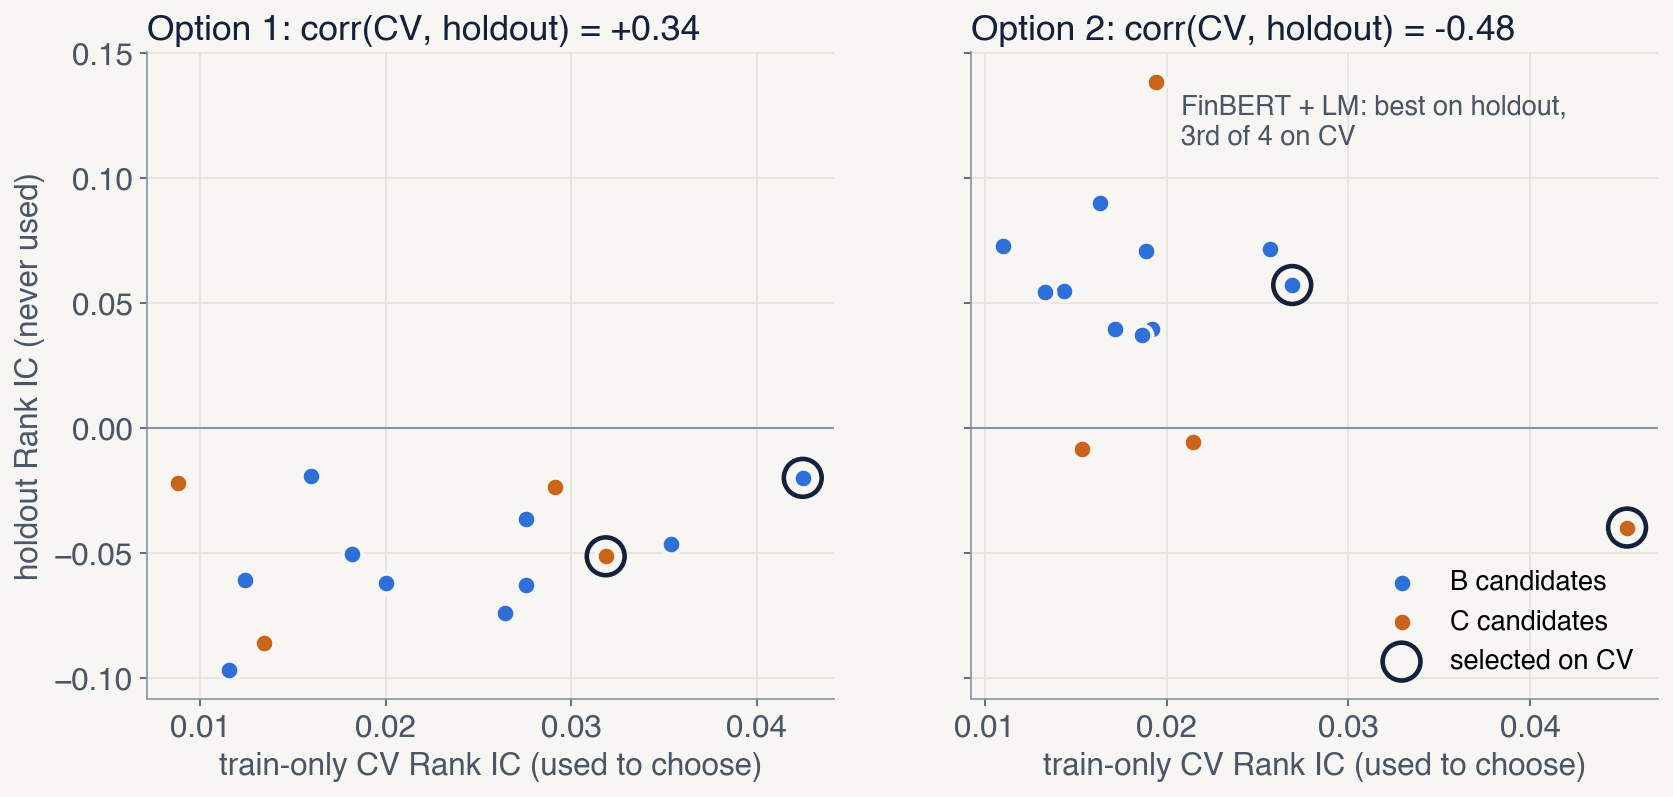 Option 1: corr(CV, holdout) = +0.34
Option 2: corr(CV, holdout) = -0.48
holdout Rank IC (never used)
0.15
0.10
0.05
0.00
−0.05
−0.10
FinBERT + LM: best on holdout,
3rd of 4 on CV
B candidates
C candidates
selected on CV
0.01 0.02 0.03 0.04
0.01 0.02 0.03 0.04
train-only CV Rank IC (used to choose)
train-only CV Rank IC (used to choose)